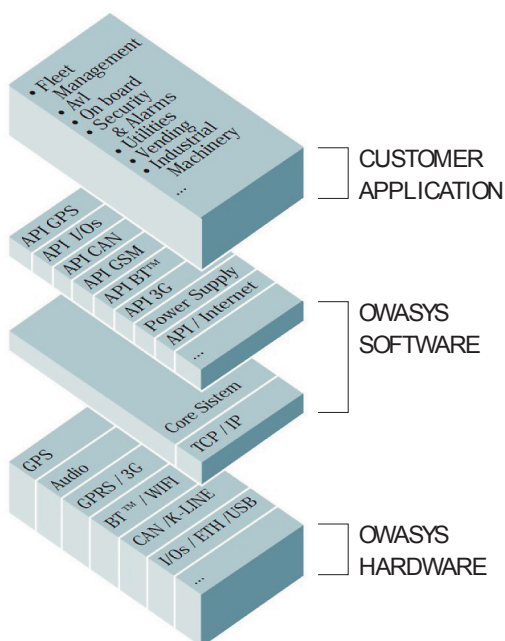 • Fleet
Management
• Avl
• On board
• Security
& Alarms
• Utilities
• Vending
• Industrial
Machinery
...
CUSTOMER
APPLICATION
API GPS
API I/Os
API CAN
API GSM
API BT™
API 3G
Power Supply
API / Internet
...
OWASYS
SOFTWARE
Core Sistem
TCP / IP
GPS
Audio
GPRS / 3G
BT™ / WIFI
CAN /K-LINE
I/Os / ETH /USB
...
OWASYS
HARDWARE